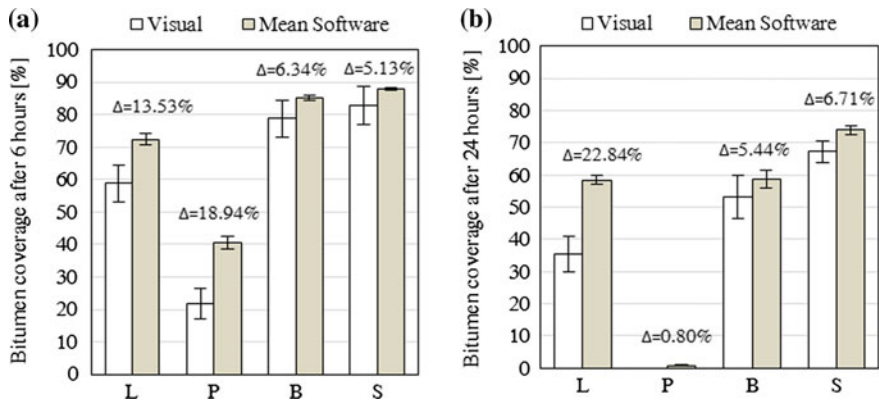 (a)
Visual
Mean Software
Bitumen coverage after 6 hours [%]
100
90
80
70
60
50
40
30
20
10
0
Δ=13.53%
Δ=18.94%
Δ=6.34%
Δ=5.13%
L
P
B
S
(b)
Visual
Mean Software
Bitumen coverage after 24 hours [%]
100
90
80
70
60
50
40
30
20
10
0
Δ=22.84%
Δ=0.80%
Δ=5.44%
Δ=6.71%
L
P
B
S